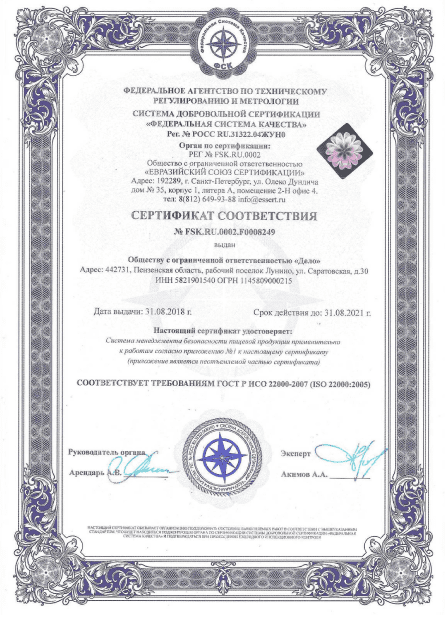 ФСК
ФЕДЕРАЛЬНОЕ АГЕНТСТВО ПО ТЕХНИЧЕСКОМУ
РЕГУЛИРОВАНИЮ И МЕТРОЛОГИИ
СИСТЕМА ДОБРОВОЛЬНОЙ СЕРТИФИКАЦИИ
«ФЕДЕРАЛЬНАЯ СИСТЕМА КАЧЕСТВА»
Рег. № РОСС RU.31322.04ЖУН0
Орган по сертификации:
РЕГ № FSK.RU.0002
Общество с ограниченной ответственностью
«ЕВРАЗИЙСКИЙ СОЮЗ СЕРТИФИКАЦИИ»
Адрес: 192289, г. Санкт-Петербург, ул. Олеко Дундича
дом № 35, корпус 1, литера А, помещение 2-Н офис 4.
тел: 8(812) 649-93-88 info@essert.ru
СЕРТИФИКАТ СООТВЕТСТВИЯ
№ FSK.RU.0002.F0008249
выдан
Обществу с ограниченной ответственностью «Дело»
Адрес: 442731, Пензенская область, рабочий поселок Лунино, ул. Саратовская, д.30
ИНН 5821901540 ОГРН 1145809000215
Дата выдачи: 31.08.2018 г. Срок действия до: 31.08.2021 г.
Настоящий сертификат удостоверяет:
Система менеджмента безопасности пищевой продукции применительно
к работам согласно приложению №1 к настоящему сертификату
(приложение является неотъемлемой частью сертификата)
СООТВЕТСТВУЕТ ТРЕБОВАНИЯМ ГОСТ Р ИСО 22000-2007 (ISO 22000:2005)
Руководитель органа Эксперт
Арендарь А.В. Акимов А.А.